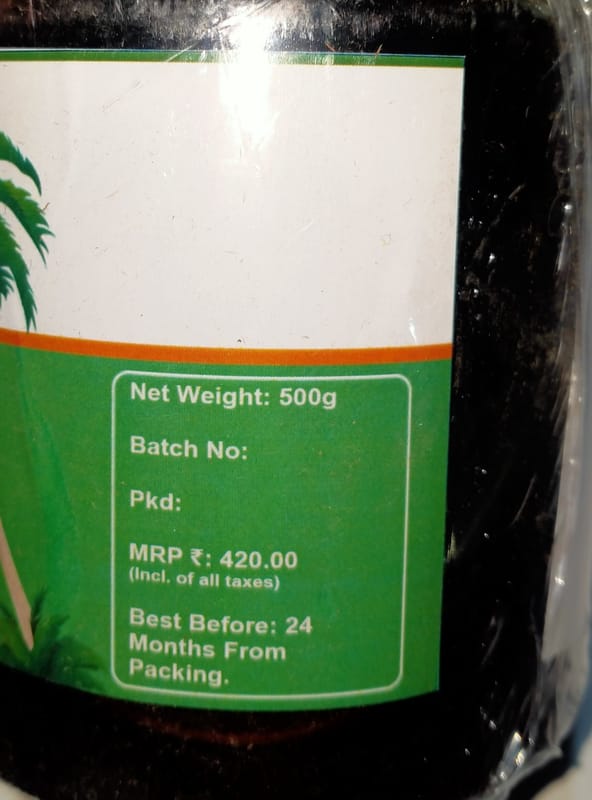 Net Weight: 500g
Batch No:
Pkd:
MRP ₹: 420.00
(Incl. of all taxes)
Best Before: 24
Months From
Packing.